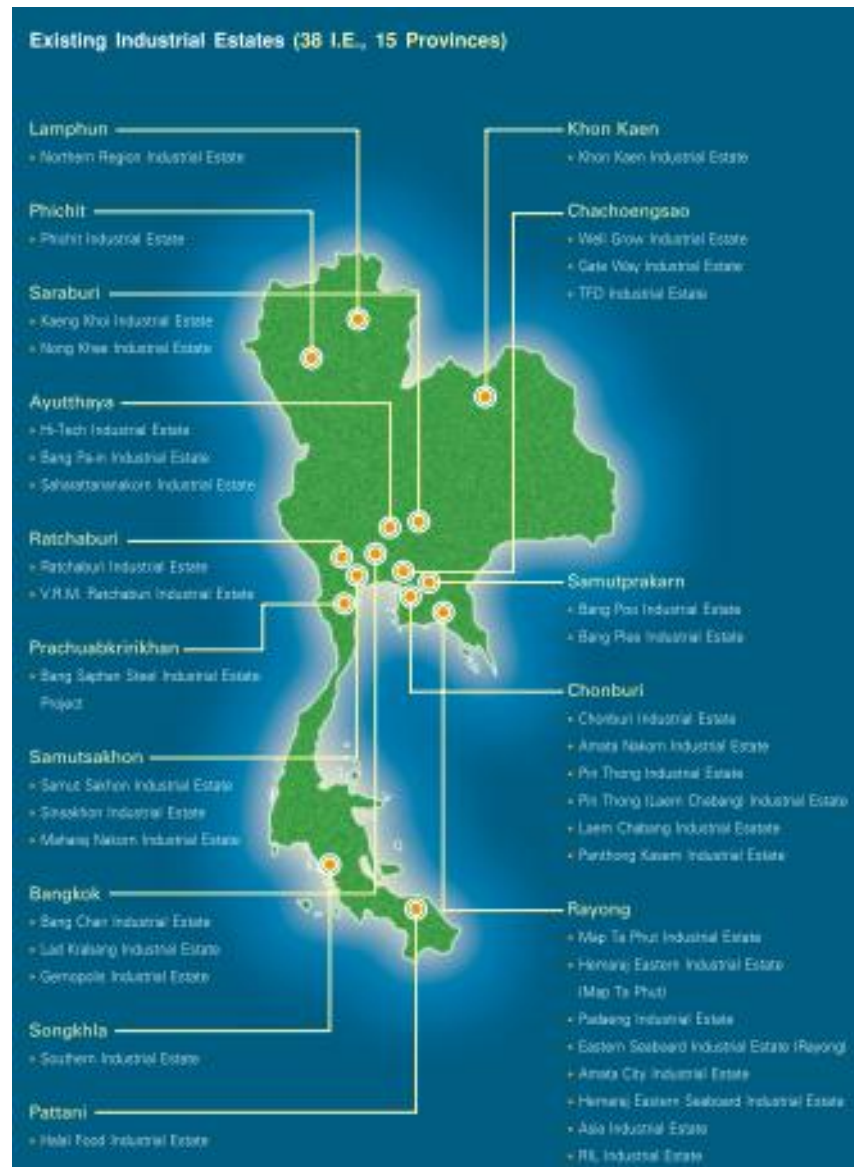 Existing Industrial Estates (38 I.E., 15 Provinces)
Lamphun
• Northern Region Industrial Estate
Phichit
• Phichit Industrial Estate
Saraburi
• Kaeng Khoi Industrial Estate
• Nong Khae Industrial Estate
Ayutthaya
• Hi-Tech Industrial Estate
• Bang Pa-in Industrial Estate
• Saharattananakorn Industrial Estate
Ratchaburi
• Ratchaburi Industrial Estate
• V.R.M. Ratchaburi Industrial Estate
Prachuabkririkhan
• Bang Saphan Steel Industrial Estate
Project
Samutsakhon
• Samut Sakhon Industrial Estate
• Sinsakhon Industrial Estate
• Maharaj Nakorn Industrial Estate
Bangkok
• Bang Chan Industrial Estate
• Lad Krabang Industrial Estate
• Gemopolis Industrial Estate
Songkhla
• Southern Industrial Estate
Pattani
• Halal Food Industrial Estate
Khon Kaen
• Khon Kaen Industrial Estate
Chachoengsao
• Well Grow Industrial Estate
• Gate Way Industrial Estate
• TFD Industrial Estate
Samutprakarn
• Bang Poo Industrial Estate
• Bang Plee Industrial Estate
Chonburi
• Chonburi Industrial Estate
• Amata Nakorn Industrial Estate
• Pin Thong Industrial Estate
• Pin Thong (Laem Chabang) Industrial Estate
• Laem Chabang Industrial Esatate
• Panthong Kasem Industrial Estate
Rayong
• Map Ta Phut Industrial Estate
• Hemaraj Eastern Industrial Estate
(Map Ta Phut)
• Padaeng Industrial Estate
• Eastern Seaboard Industrial Estate (Rayong)
• Amata City Industrial Estate
• Hemaraj Eastern Seaboard Industrial Estate
• Asia Industrial Estate
• RIL Industrial Estate